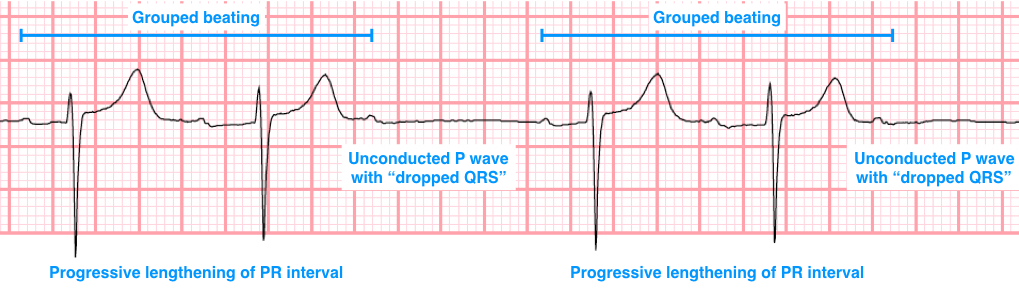 Grouped beating
Grouped beating
Unconducted P wave
with “dropped QRS”
Unconducted P wave
with “dropped QRS”
Progressive lengthening of PR interval
Progressive lengthening of PR interval